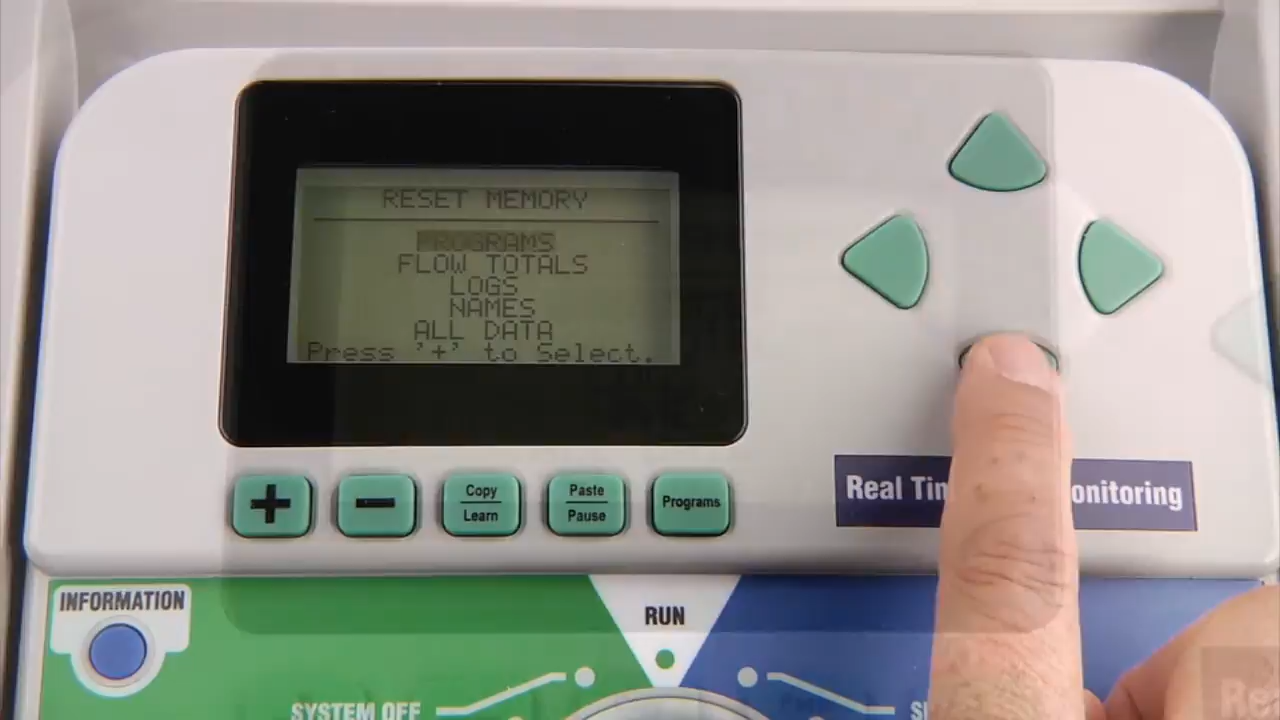 RESET MEMORY
PROGRAMS
FLOW TOTALS
LOGS
NAMES
ALL DATA
Press '+' to Select.
+
−
Copy
Learn
Paste
Pause
Programs
Real Tim
onitoring
INFORMATION
RUN
SYSTEM OFF